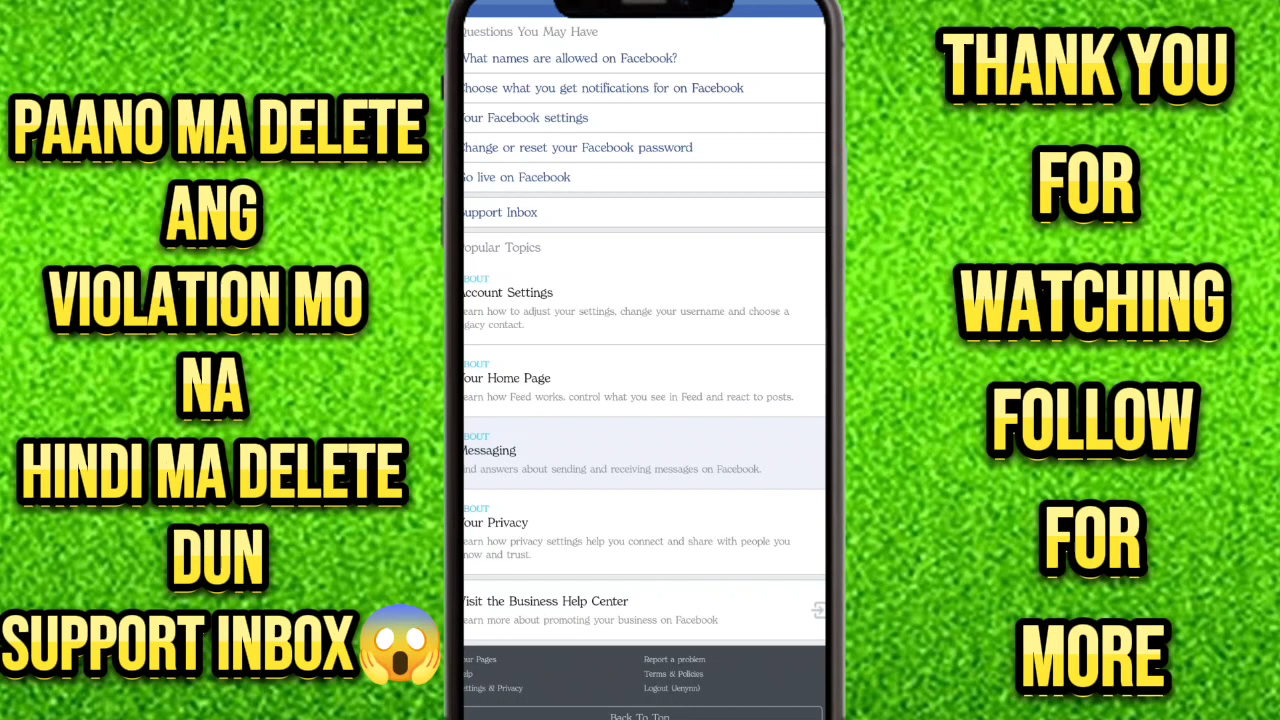 PAANO MA DELETE
ANG
VIOLATION MO
NA
HINDI MA DELETE
DUN
SUPPORT INBOX
Questions You May Have
What names are allowed on Facebook?
Choose what you get notifications for on Facebook
Your Facebook settings
Change or reset your Facebook password
Go live on Facebook
Support Inbox
Popular Topics
ABOUT
Account Settings
Learn how to adjust your settings, change your username and choose a
legacy contact.
ABOUT
Your Home Page
Learn how Feed works, control what you see in Feed and react to posts.
ABOUT
Messaging
Find answers about sending and receiving messages on Facebook.
ABOUT
Your Privacy
Learn how privacy settings help you connect and share with people you
know and trust.
Visit the Business Help Center
Learn more about promoting your business on Facebook
Your Pages
Report a problem
Help
Terms & Policies
Settings & Privacy
Logout (Jenynn)
Back To Top
THANK YOU
FOR
WATCHING
FOLLOW
FOR
MORE